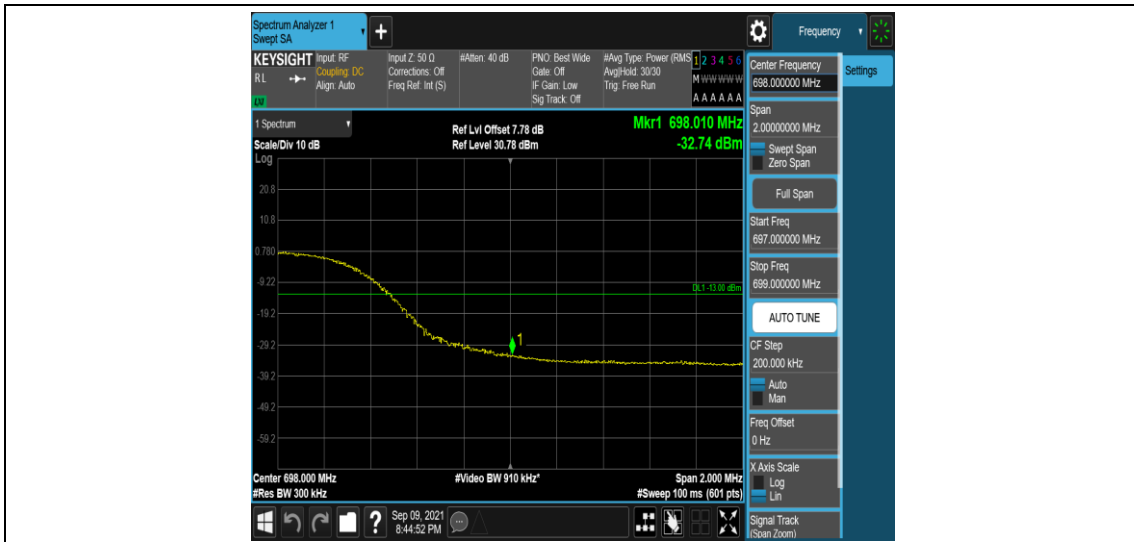 Spectrum Analyzer 1
Swept SA
+
Frequency
KEYSIGHT
RL
LXI
Input: RF
Coupling: DC
Align: Auto
Input Z: 50 Ω
Corrections: Off
Freq Ref: Int (S)
#Atten: 40 dB
PNO: Best Wide
Gate: Off
IF Gain: Low
Sig Track: Off
#Avg Type: Power (RMS
Avg|Hold: 30/30
Trig: Free Run
1 2 3 4 5 6
M W W W W W
A A A A A A
1 Spectrum
Scale/Div 10 dB
Log
Ref Lvl Offset 7.78 dB
Ref Level 30.78 dBm
Mkr1 698.010 MHz
-32.74 dBm
20.8
10.8
0.780
-9.22
-19.2
-29.2
-39.2
-49.2
-59.2
DL1 -13.00 dBm
1
Center 698.000 MHz
#Res BW 300 kHz
#Video BW 910 kHz*
Span 2.000 MHz
#Sweep 100 ms (601 pts)
Center Frequency
698.000000 MHz
Settings
Span
2.00000000 MHz
Swept Span
Zero Span
Full Span
Start Freq
697.000000 MHz
Stop Freq
699.000000 MHz
AUTO TUNE
CF Step
200.000 kHz
Auto
Man
Freq Offset
0 Hz
X Axis Scale
Log
Lin
Signal Track
(Span Zoom)
?
Sep 09, 2021
8:44:52 PM